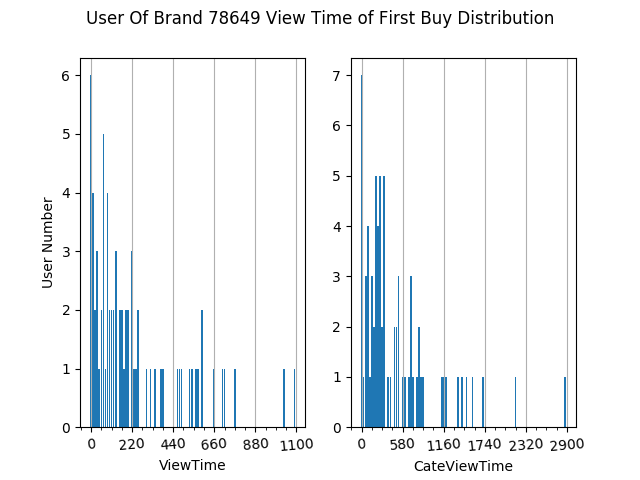 User Of Brand 78649 View Time of First Buy Distribution
6
5
4
3
2
1
0
User Number
0 220 440 660 880 1100
ViewTime
7
6
5
4
3
2
1
0
0 580 1160 1740 2320 2900
CateViewTime